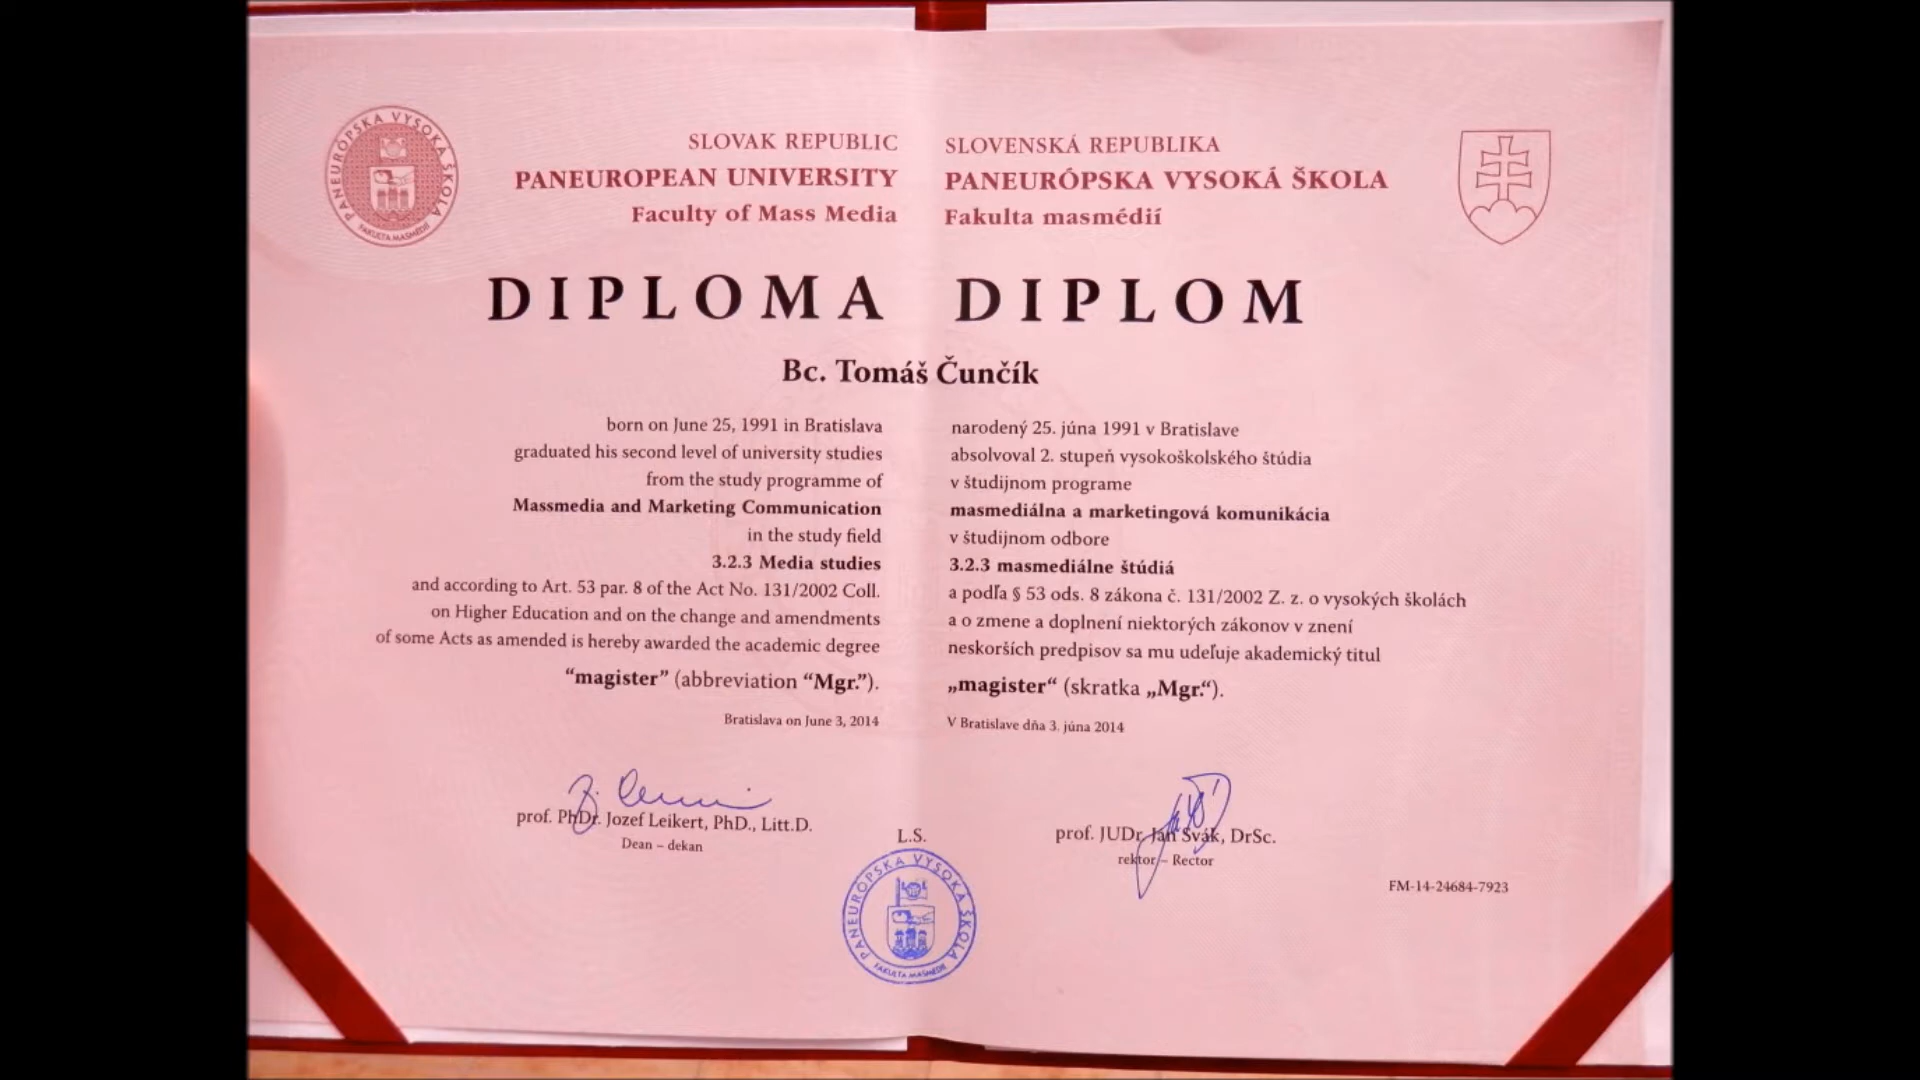 PANEURÓPSKA VYSOKÁ ŠKOLA
FAKULTA MASMÉDIÍ
SLOVAK REPUBLIC
PANEUROPEAN UNIVERSITY
Faculty of Mass Media
SLOVENSKÁ REPUBLIKA
PANEURÓPSKA VYSOKÁ ŠKOLA
Fakulta masmédií
DIPLOMA
DIPLOM
Bc. Tomáš Čunčík
born on June 25, 1991 in Bratislava
graduated his second level of university studies
from the study programme of
Massmedia and Marketing Communication
in the study field
3.2.3 Media studies
and according to Art. 53 par. 8 of the Act No. 131/2002 Coll.
on Higher Education and on the change and amendments
of some Acts as amended is hereby awarded the academic degree
“magister” (abbreviation “Mgr.”).
Bratislava on June 3, 2014
narodený 25. júna 1991 v Bratislave
absolvoval 2. stupeň vysokoškolského štúdia
v študijnom programe
masmediálna a marketingová komunikácia
v študijnom odbore
3.2.3 masmediálne štúdiá
a podľa § 53 ods. 8 zákona č. 131/2002 Z. z. o vysokých školách
a o zmene a doplnení niektorých zákonov v znení
neskorších predpisov sa mu udeľuje akademický titul
„magister“ (skratka „Mgr.“).
V Bratislave dňa 3. júna 2014
prof. PhDr. Jozef Leikert, PhD., Litt.D.
Dean – dekan
L.S.
prof. JUDr. Ján Svák, DrSc.
rektor – Rector
FM-14-24684-7923
PANEURÓPSKA VYSOKÁ ŠKOLA
FAKULTA MASMÉDIÍ